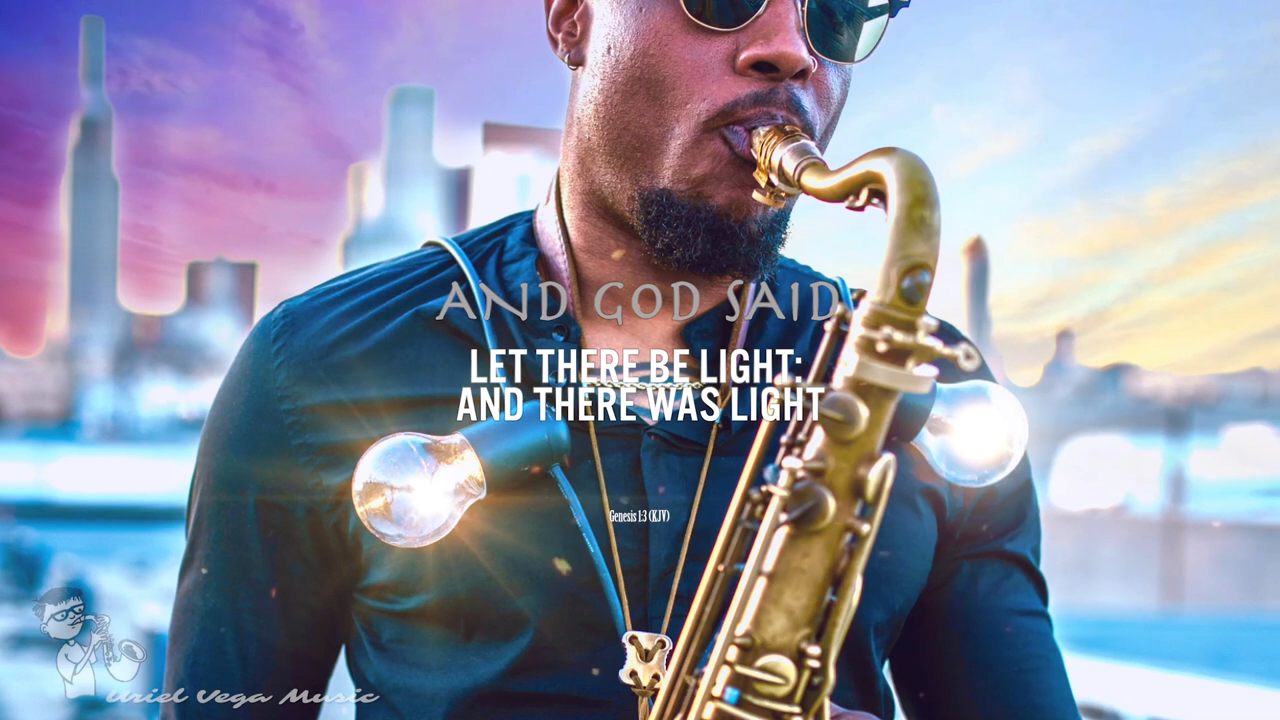 AND GOD SAID
LET THERE BE LIGHT:
AND THERE WAS LIGHT
Genesis 1:3 (KJV)
Uriel Vega Music